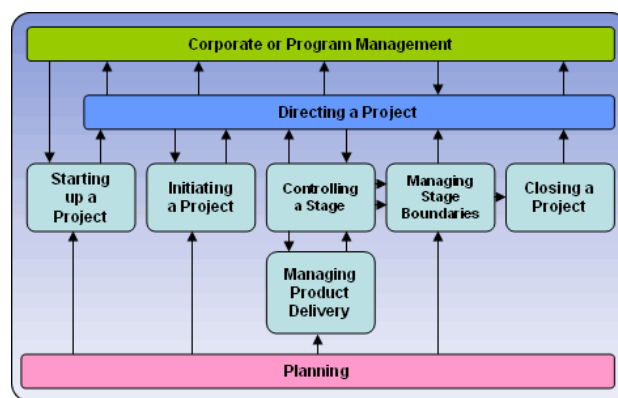 Corporate or Program Management
Directing a Project
Starting
up a
Project
Initiating
a Project
Controlling
a Stage
Managing
Stage
Boundaries
Closing a
Project
Managing
Product
Delivery
Planning